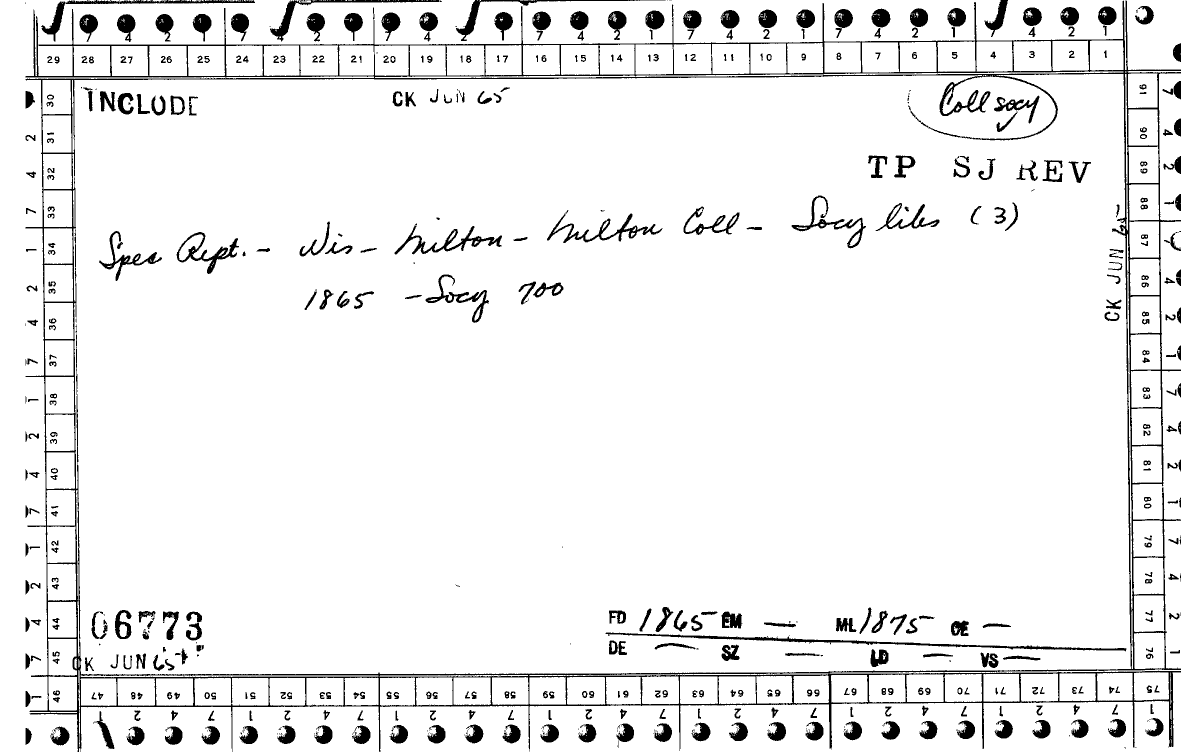 7 4 2 1 7 4 2 1 7 4 2 1 7 4 2 1 7 4 2 1 7 4 2 1 7 4 2 1
29 28 27 26 25 24 23 22 21 20 19 18 17 16 15 14 13 12 11 10 9 8 7 6 5 4 3 2 1
INCLUDE
CK JUN 65
Coll socy
TP SJ REV
Spec Rept. - Wis - Milton - Milton Coll - Socy libs (3)
1865 - Socy 700
CK JUN 65
30 31 32 33 34 35 36 37 38 39 40 41 42 43 44 45 46
91 90 89 88 87 86 85 84 83 82 81 80 79 78 77 76
06773
CK JUN 65
FD 1865 EM — ML 1875 CE —
DE — SZ — LD — VS —
47 48 49 50 51 52 53 54 55 56 57 58 59 60 61 62 63 64 65 66 67 68 69 70 71 72 73 74 75
1 2 4 7 1 2 4 7 1 2 4 7 1 2 4 7 1 2 4 7 1 2 4 7 1 2 4 7 1